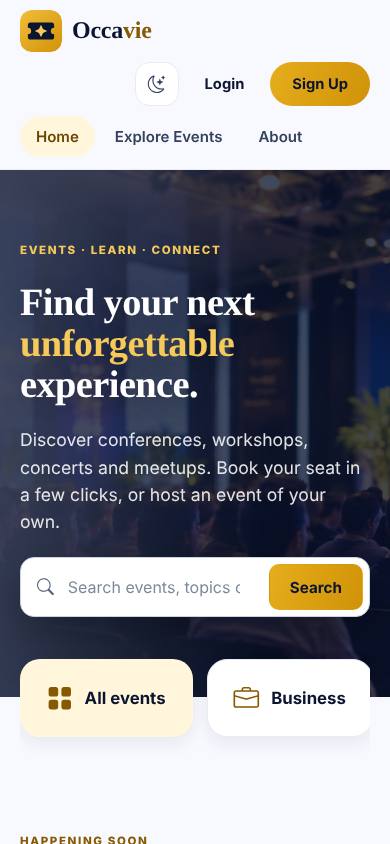 Occavie
Login
Sign Up
Home
Explore Events
About
EVENTS · LEARN · CONNECT
Find your next
unforgettable
experience.
Discover conferences, workshops,
concerts and meetups. Book your seat in
a few clicks, or host an event of your
own.
Search events, topics
Search
All events
Business
HAPPENING SOON